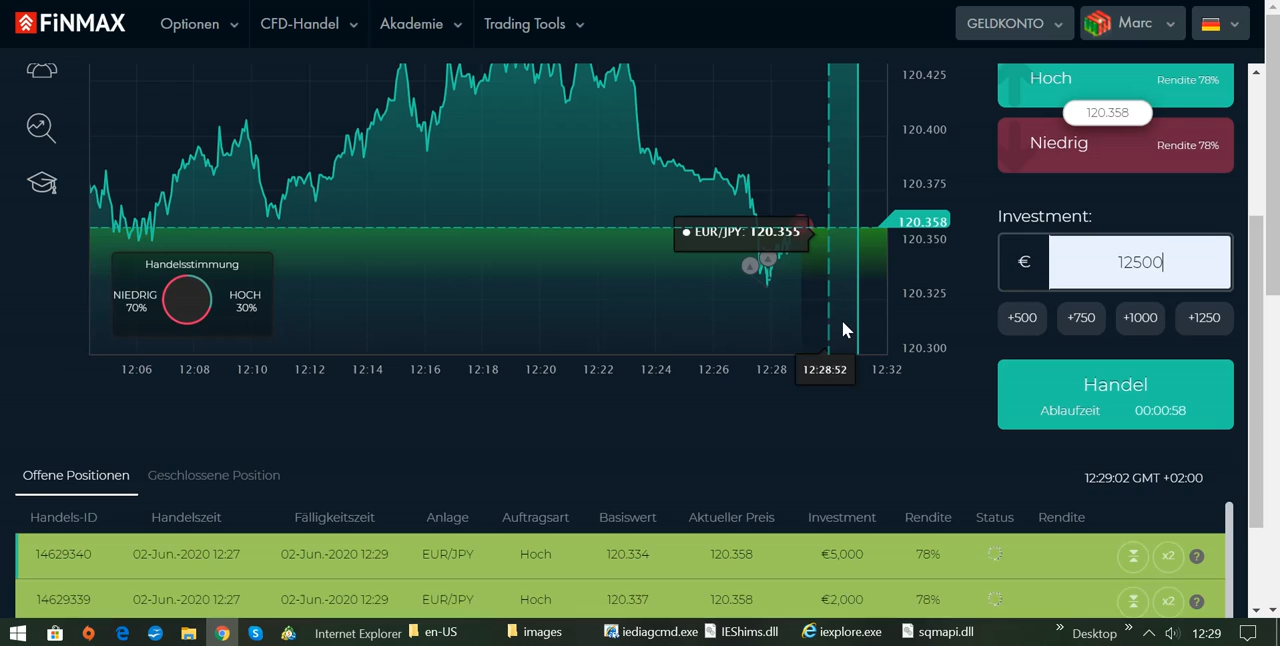 FiNMAX Optionen CFD-Handel Akademie Trading Tools GELDKONTO Marc
120.425
120.400
120.375
120.358
120.350
120.325
120.300
EUR/JPY: 120.355
Handelsstimmung
NIEDRIG HOCH
70% 30%
12:06 12:08 12:10 12:12 12:14 12:16 12:18 12:20 12:22 12:24 12:26 12:28 12:28:52 12:32
Hoch Rendite 78%
120.358
Niedrig Rendite 78%
Investment:
€ 12500
+500 +750 +1000 +1250
Handel
Ablaufzeit 00:00:58
Offene Positionen Geschlossene Position 12:29:02 GMT +02:00
Handels-ID Handelszeit Fälligkeitszeit Anlage Auftragsart Basiswert Aktueller Preis Investment Rendite Status Rendite
14629340 02-Jun.-2020 12:27 02-Jun.-2020 12:29 EUR/JPY Hoch 120.334 120.358 €5,000 78% x2 ?
14629339 02-Jun.-2020 12:27 02-Jun.-2020 12:29 EUR/JPY Hoch 120.337 120.358 €2,000 78% x2 ?
Internet Explorer en-US images iediagcmd.exe IEShims.dll iexplore.exe sqmapi.dll Desktop 12:29